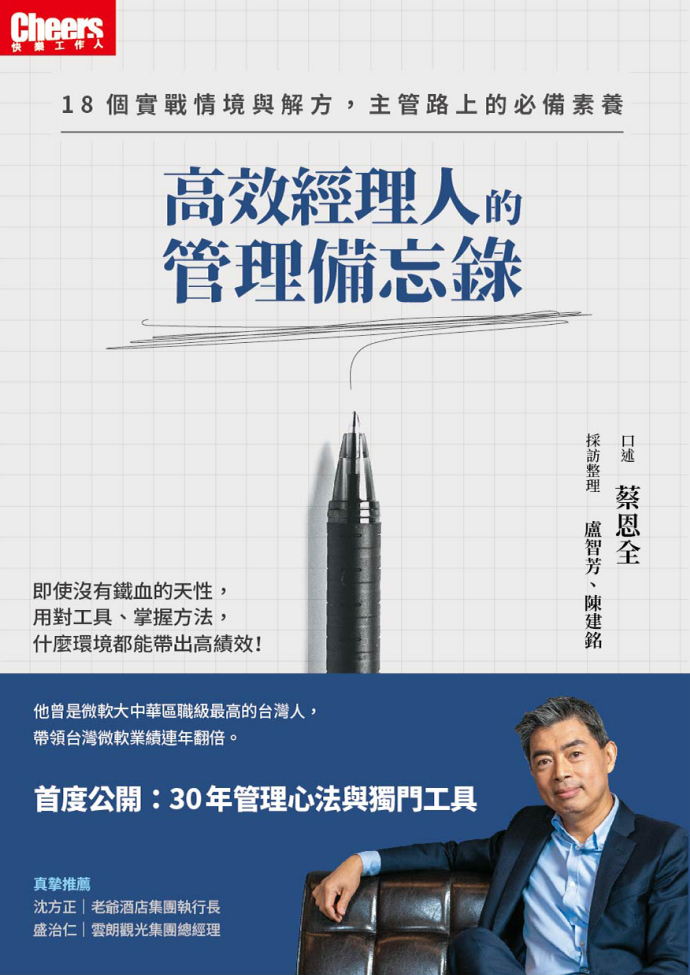 Cheers
快樂工作人
18 個實戰情境與解方，主管路上的必備素養
高效經理人的
管理備忘錄
口述 蔡恩全
採訪整理 盧智芳、陳建銘
即使沒有鐵血的天性，
用對工具、掌握方法，
什麼環境都能帶出高績效！
他曾是微軟大中華區職級最高的台灣人，
帶領台灣微軟業績連年翻倍。
首度公開：30年管理心法與獨門工具
真摯推薦
沈方正｜老爺酒店集團執行長
盛治仁｜雲朗觀光集團總經理